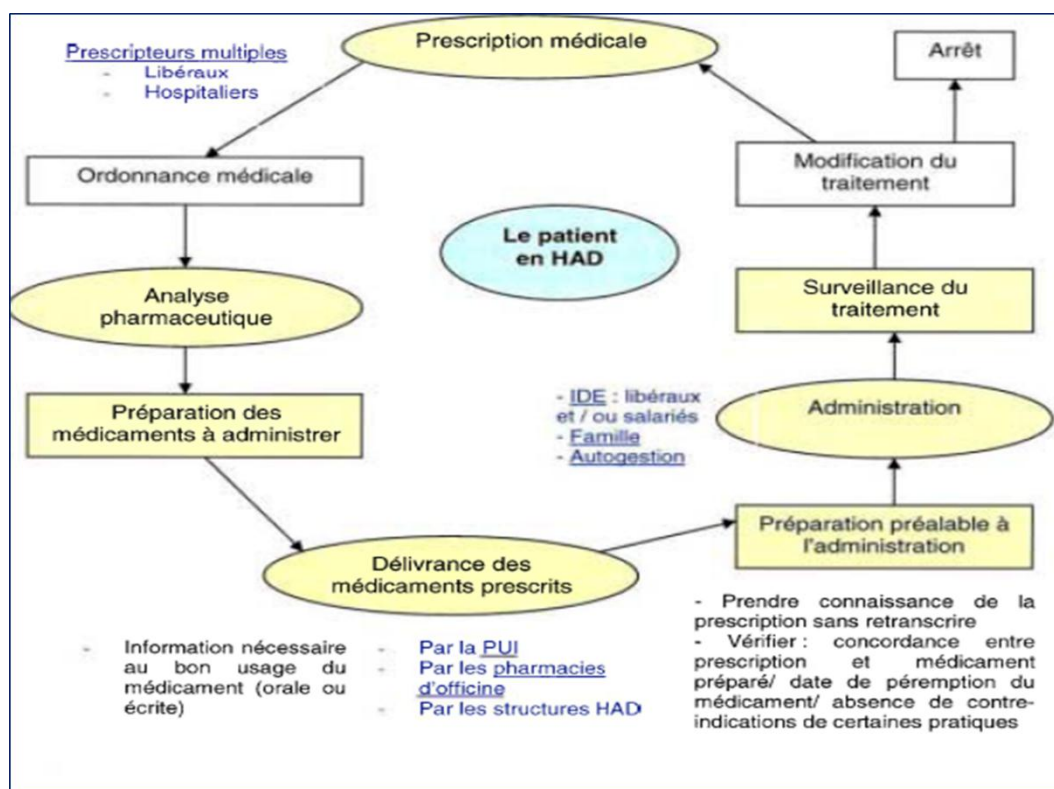 Prescription médicale
Prescripteurs multiples
- Libéraux
- Hospitaliers
Arrêt
Ordonnance médicale
Modification du
traitement
Le patient
en HAD
Analyse
pharmaceutique
Surveillance du
traitement
Préparation des
médicaments à administrer
- IDE : libéraux
et / ou salariés
- Famille
- Autogestion
Administration
Délivrance des
médicaments prescrits
Préparation préalable à
l'administration
- Information nécessaire
au bon usage du
médicament (orale ou
écrite)
- Par la PUI
- Par les pharmacies
d'officine
- Par les structures HAD
- Prendre connaissance de la
prescription sans retranscrire
- Vérifier : concordance entre
prescription et médicament
préparé/ date de péremption du
médicament/ absence de contre-
indications de certaines pratiques